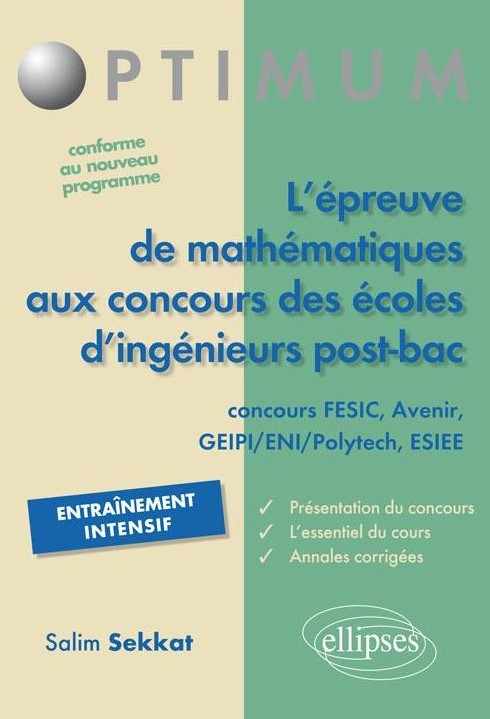 OPTIMUM
conforme
au nouveau
programme
L'épreuve
de mathématiques
aux concours des écoles
d'ingénieurs post-bac
concours FESIC, Avenir,
GEIPI/ENI/Polytech, ESIEE
ENTRAÎNEMENT
INTENSIF
✓ Présentation du concours
✓ L'essentiel du cours
✓ Annales corrigées
Salim Sekkat
ellipses